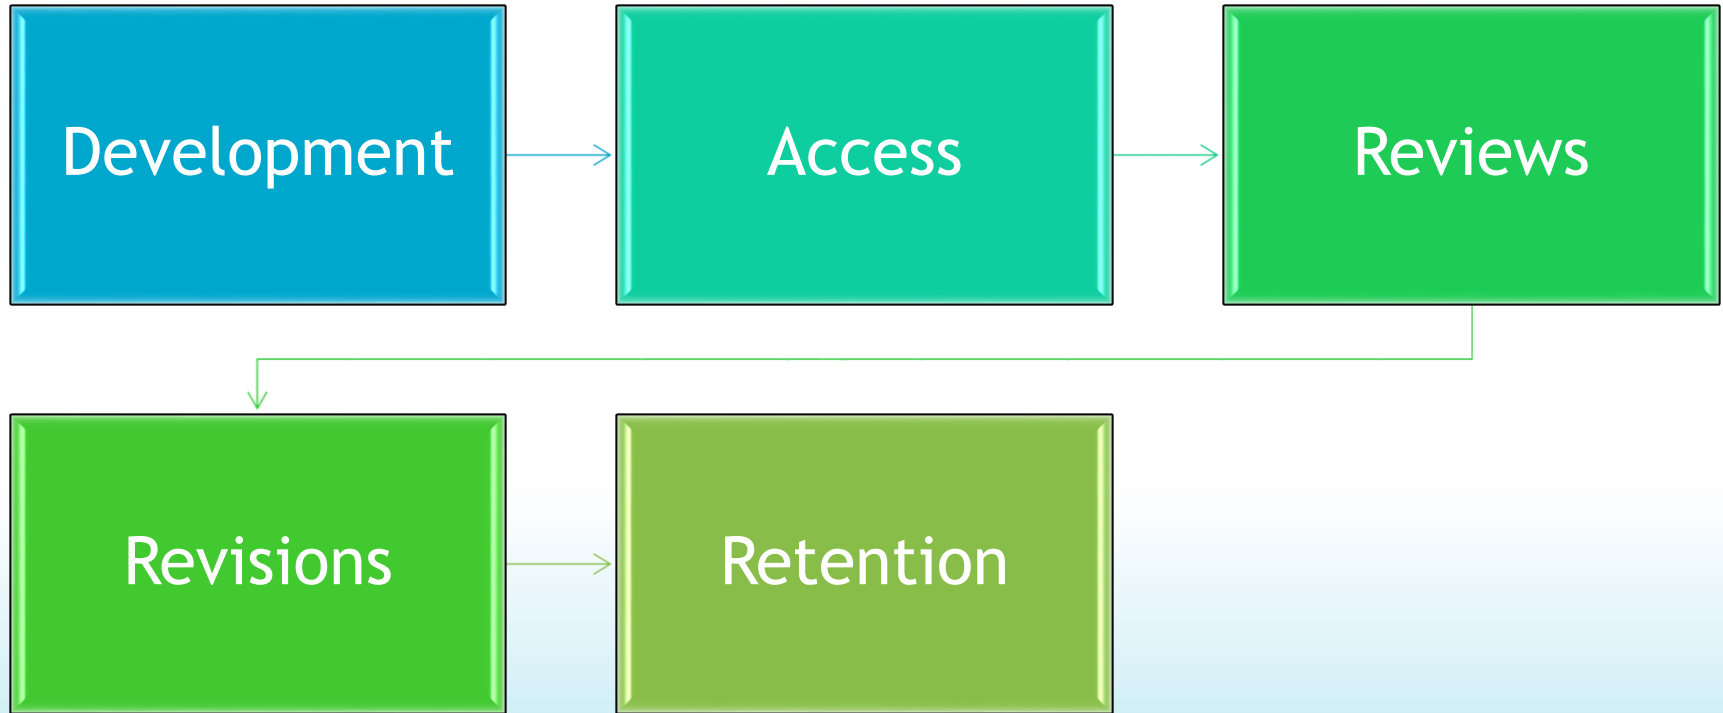 Development
Access
Reviews
Revisions
Retention